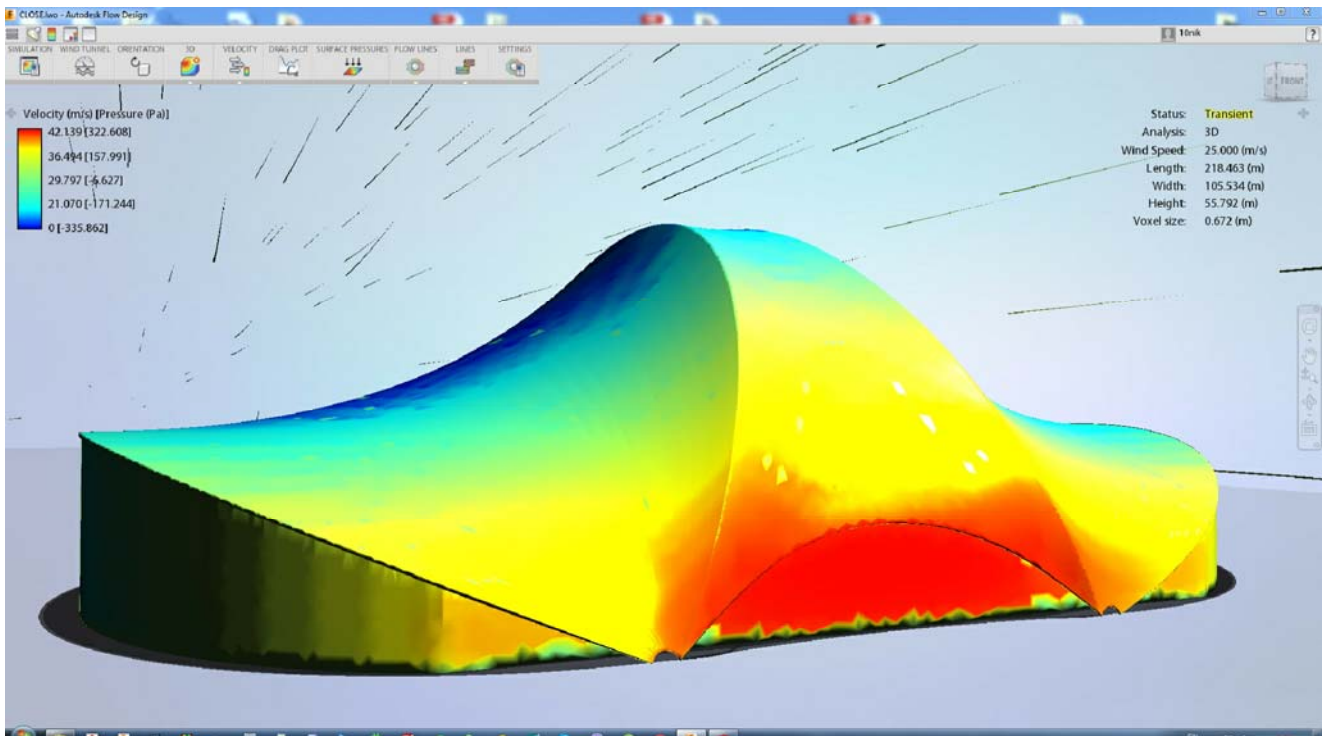 CLOSE.lwo - Autodesk Flow Design
10nik
?
SIMULATION WIND TUNNEL ORIENTATION 3D VELOCITY DRAG PLOT SURFACE PRESSURES FLOW LINES LINES SETTINGS
FRONT
Velocity (m/s) [Pressure (Pa)]
42.139 [322.608]
36.494 [157.991]
29.797 [-6.627]
21.070 [-171.244]
0 [-335.862]
Status: Transient
Analysis: 3D
Wind Speed: 25.000 (m/s)
Length: 218.463 (m)
Width: 105.534 (m)
Height: 55.792 (m)
Voxel size: 0.672 (m)